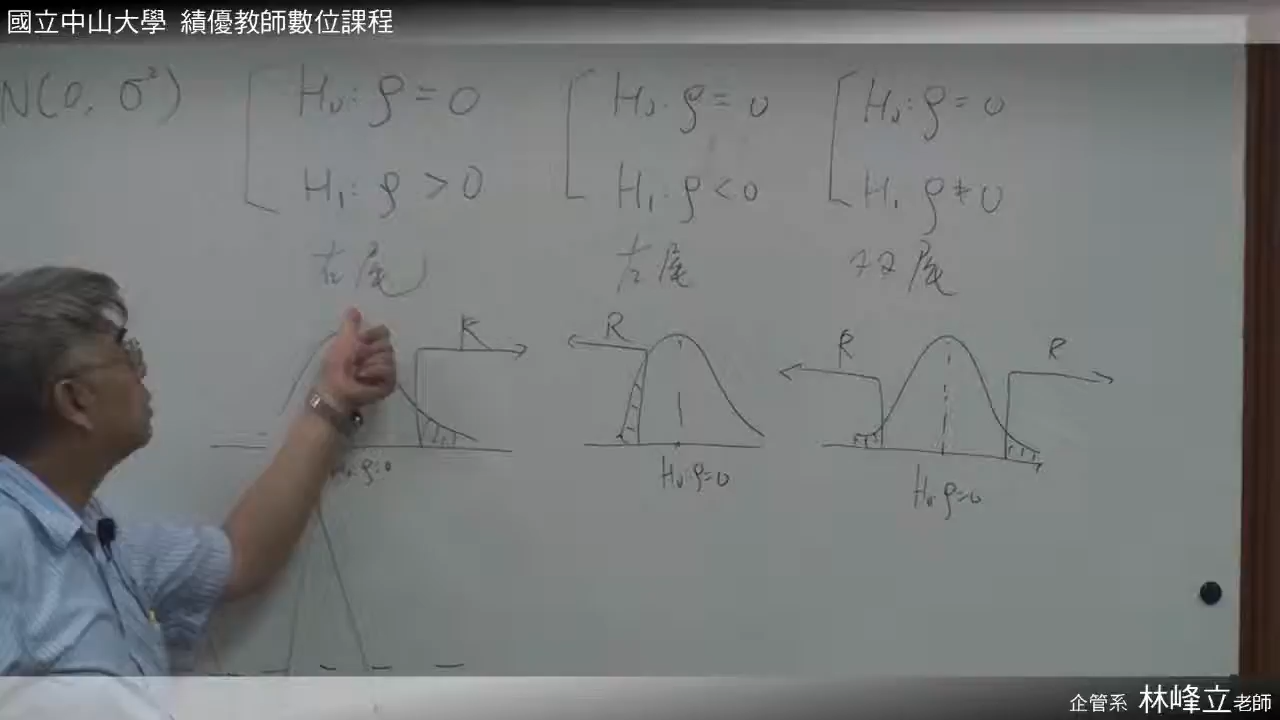 國立中山大學 績優教師數位課程
N(0, σ²)
H₀: ρ = 0
H₁: ρ > 0
右尾
R
H₀: ρ=0
H₀: ρ = 0
H₁: ρ < 0
左尾
R
H₀: ρ=0
H₀: ρ = 0
H₁ ρ ≠ 0
双尾
R
R
H₀ ρ=0
企管系 林峰立老師